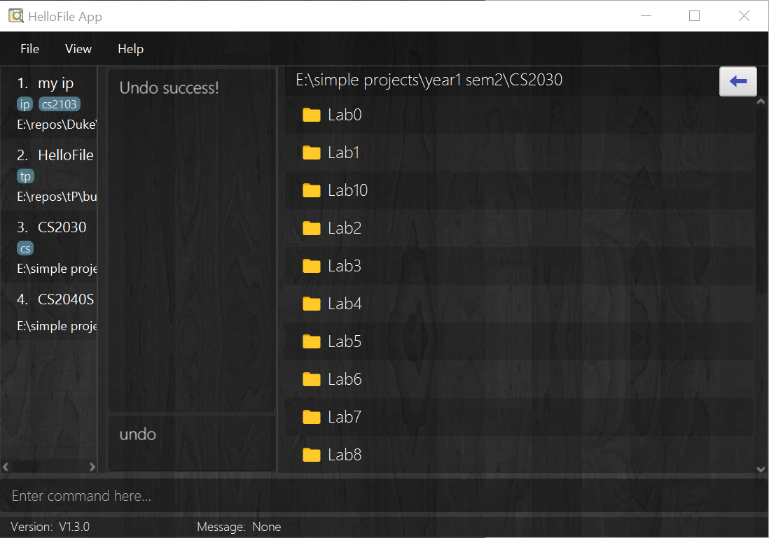 HelloFile App
File View Help
1. my ip
ip cs2103
E:\repos\Duke\
2. HelloFile
tp
E:\repos\tP\bu
3. CS2030
cs
E:\simple proje
4. CS2040S
E:\simple proje
Undo success!
undo
E:\simple projects\year1 sem2\CS2030
Lab0
Lab1
Lab10
Lab2
Lab3
Lab4
Lab5
Lab6
Lab7
Lab8
Enter command here...
Version: V1.3.0 Message: None